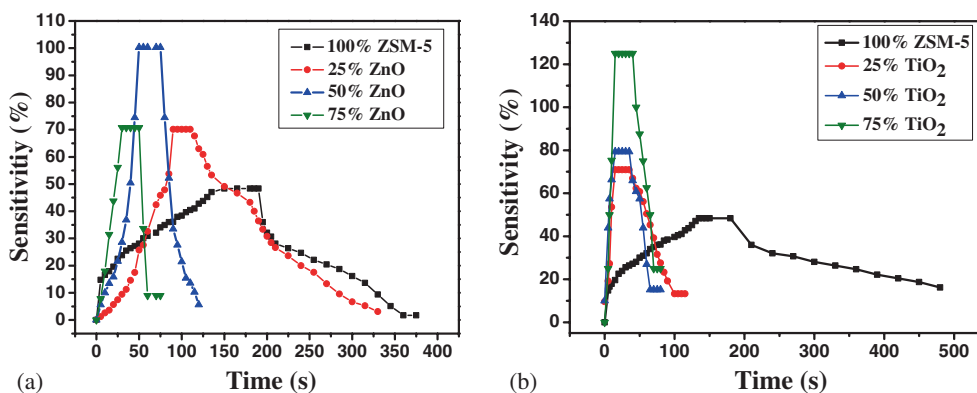 110
100
90
80
70
60
50
40
30
20
10
0
Sensitivitiy (%)
100% ZSM-5
25% ZnO
50% ZnO
75% ZnO
0 50 100 150 200 250 300 350 400
(a)
Time (s)
140
120
100
80
60
40
20
0
Sensitivity (%)
100% ZSM-5
25% TiO2
50% TiO2
75% TiO2
0 100 200 300 400 500
(b)
Time (s)